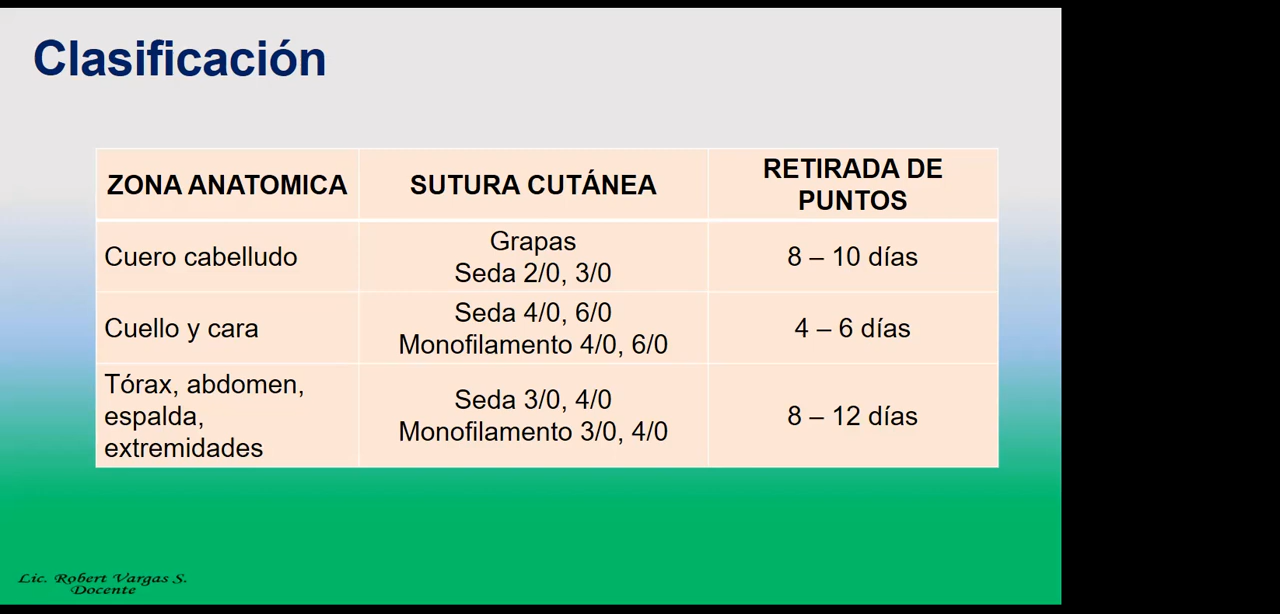 Clasificación
ZONA ANATOMICA
SUTURA CUTÁNEA
RETIRADA DE
PUNTOS
Cuero cabelludo
Grapas
Seda 2/0, 3/0
8 – 10 días
Cuello y cara
Seda 4/0, 6/0
Monofilamento 4/0, 6/0
4 – 6 días
Tórax, abdomen,
espalda,
extremidades
Seda 3/0, 4/0
Monofilamento 3/0, 4/0
8 – 12 días
Lic. Robert Vargas S.
Docente